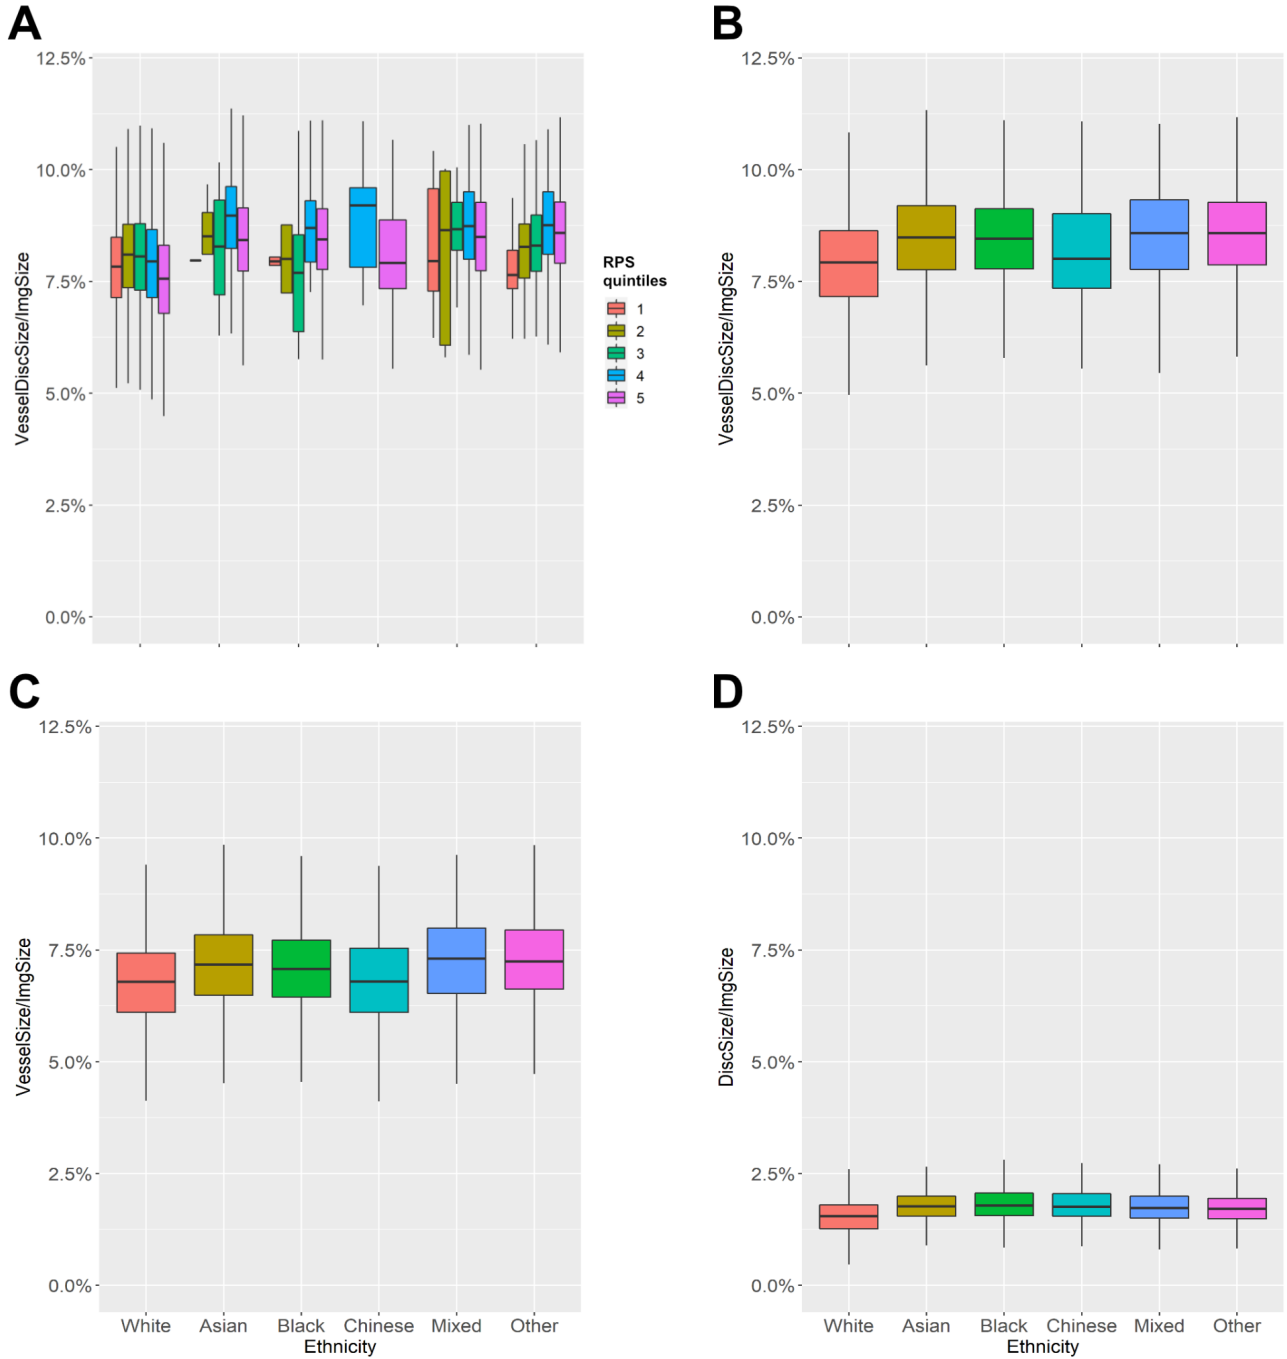 A
12.5%
10.0%
7.5%
5.0%
2.5%
0.0%
VesselDiscSize/ImgSize
RPS
quintiles
1
2
3
4
5
B
12.5%
10.0%
7.5%
5.0%
2.5%
0.0%
VesselDiscSize/ImgSize
C
12.5%
10.0%
7.5%
5.0%
2.5%
0.0%
VesselSize/ImgSize
White Asian Black Chinese Mixed Other
Ethnicity
D
12.5%
10.0%
7.5%
5.0%
2.5%
0.0%
DiscSize/ImgSize
White Asian Black Chinese Mixed Other
Ethnicity